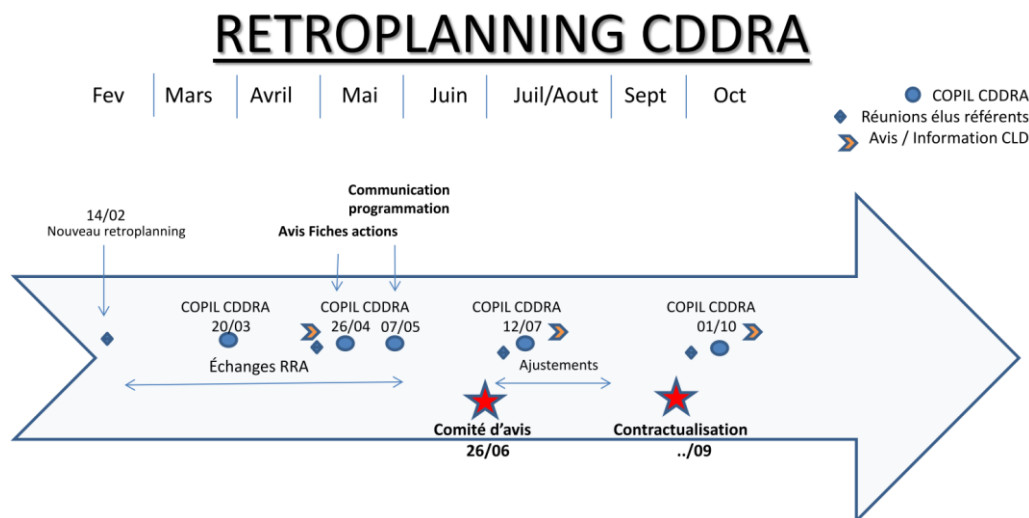 RETROPLANNING CDDRA
Fev Mars Avril Mai Juin Juil/Aout Sept Oct
COPIL CDDRA
Réunions élus référents
Avis / Information CLD
Communication
programmation
14/02
Nouveau retroplanning
Avis Fiches actions
COPIL CDDRA
20/03
COPIL CDDRA
26/04 07/05
COPIL CDDRA
12/07
COPIL CDDRA
01/10
Échanges RRA
Ajustements
Comité d’avis
26/06
Contractualisation
../09